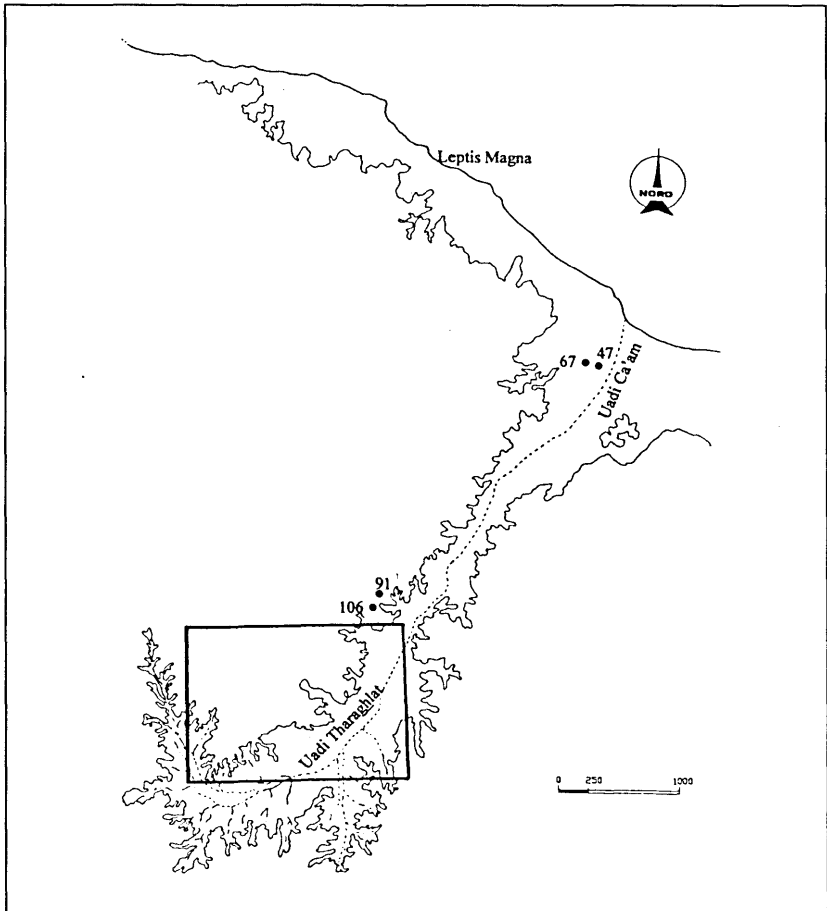 Leptis Magna
NORD
67
47
Uadi Ca'am
91
106
Uadi Tharaghlat
0 250 1000